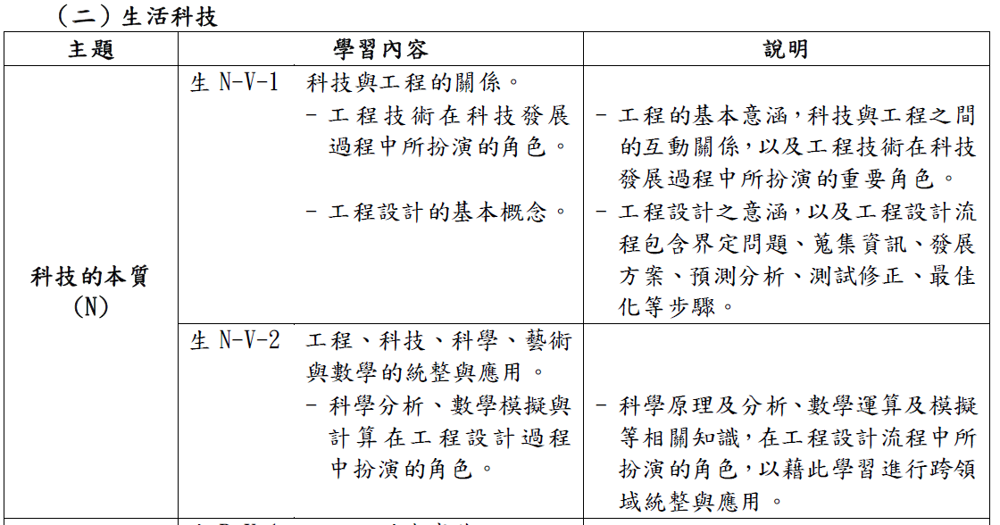 （二）生活科技
主題 學習內容 說明
科技的本質
(N)
生 N-V-1 科技與工程的關係。
- 工程技術在科技發展
過程中所扮演的角色。
- 工程的基本意涵，科技與工程之間
的互動關係，以及工程技術在科技
發展過程中所扮演的重要角色。
- 工程設計的基本概念。
- 工程設計之意涵，以及工程設計流
程包含界定問題、蒐集資訊、發展
方案、預測分析、測試修正、最佳
化等步驟。
生 N-V-2 工程、科技、科學、藝術
與數學的統整與應用。
- 科學分析、數學模擬與
計算在工程設計過程
中扮演的角色。
- 科學原理及分析、數學運算及模擬
等相關知識，在工程設計流程中所
扮演的角色，以藉此學習進行跨領
域統整與應用。